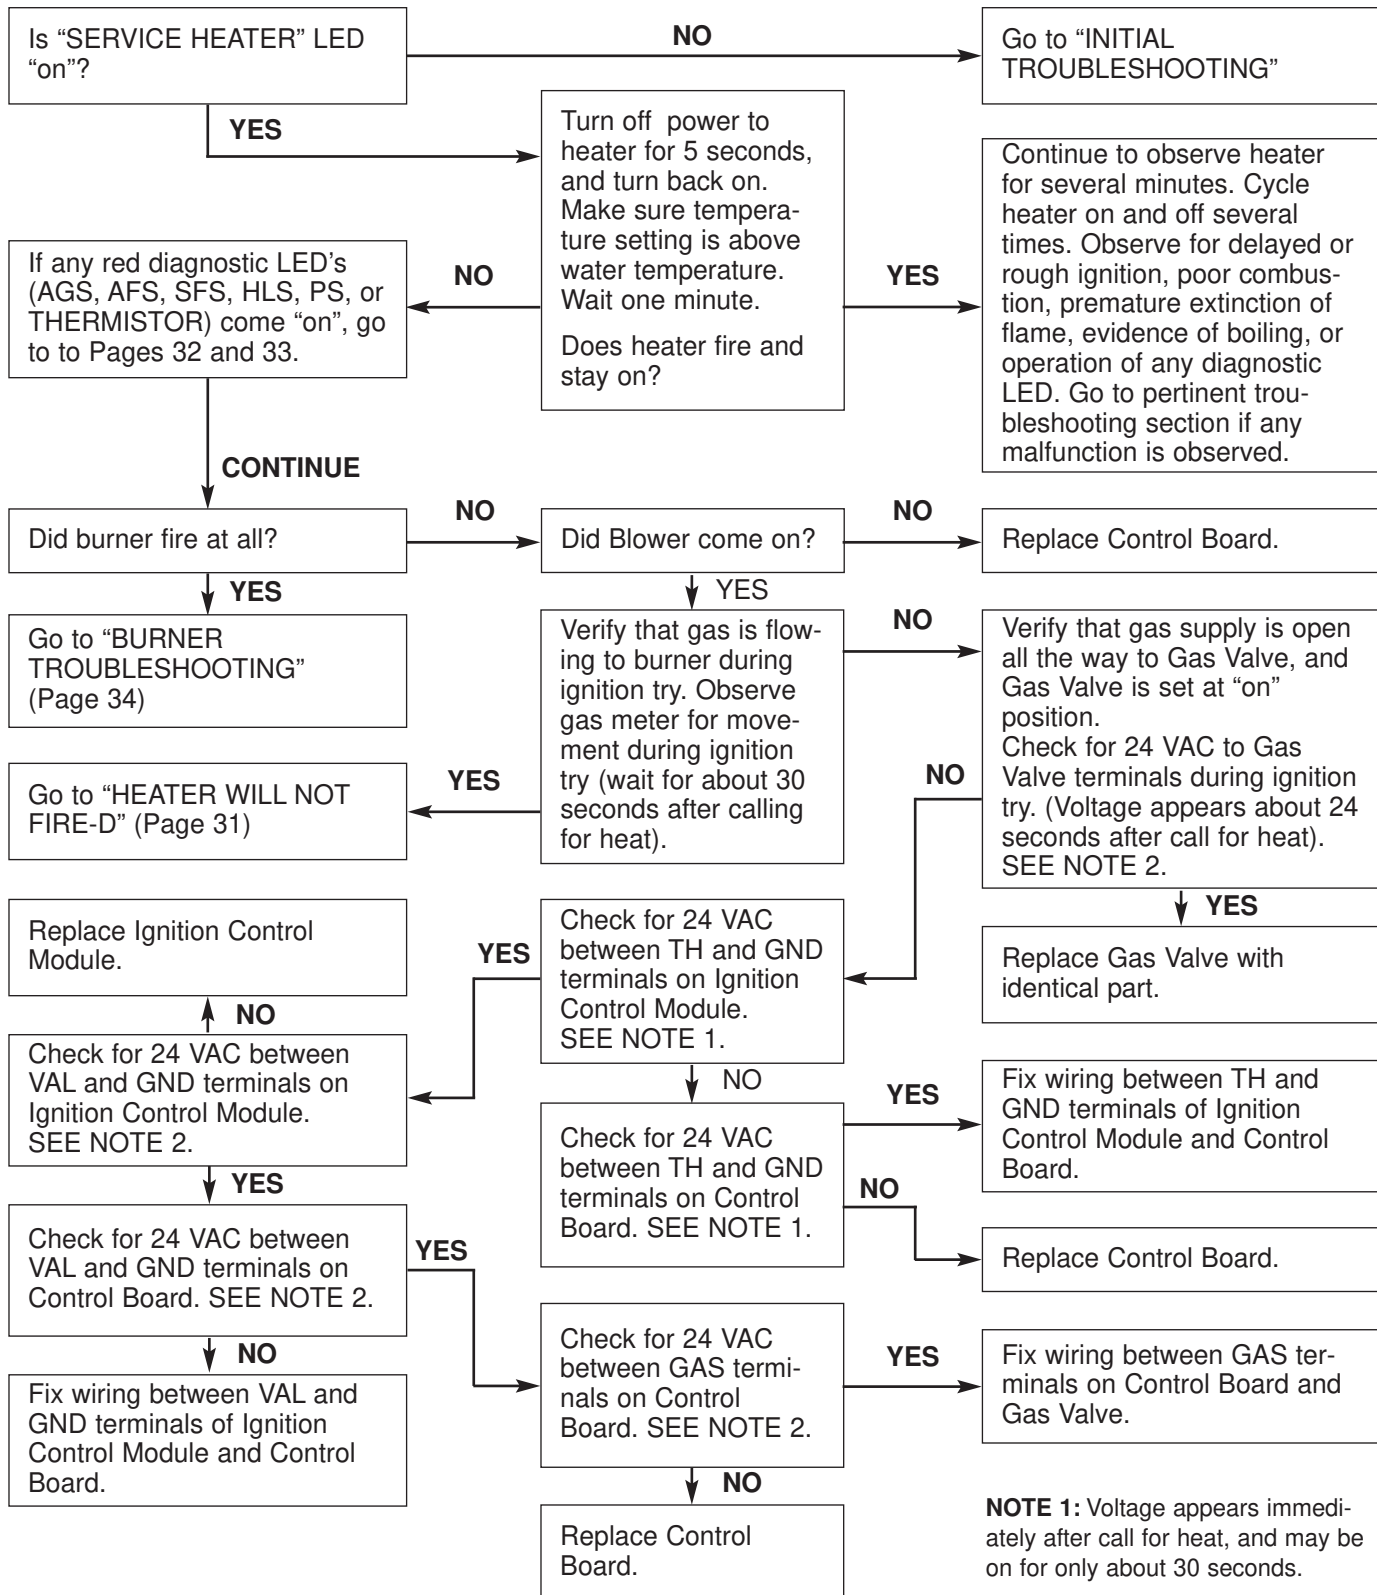 Is “SERVICE HEATER” LED
“on”?
NO
Go to “INITIAL
TROUBLESHOOTING”
YES
Turn off power to
heater for 5 seconds,
and turn back on.
Make sure tempera-
ture setting is above
water temperature.
Wait one minute.
Does heater fire and
stay on?
NO
If any red diagnostic LED's
(AGS, AFS, SFS, HLS, PS, or
THERMISTOR) come “on”, go
to to Pages 32 and 33.
YES
Continue to observe heater
for several minutes. Cycle
heater on and off several
times. Observe for delayed or
rough ignition, poor combus-
tion, premature extinction of
flame, evidence of boiling, or
operation of any diagnostic
LED. Go to pertinent trou-
bleshooting section if any
malfunction is observed.
CONTINUE
Did burner fire at all?
NO
Did Blower come on?
NO
Replace Control Board.
YES
Go to “BURNER
TROUBLESHOOTING”
(Page 34)
YES
Verify that gas is flow-
ing to burner during
ignition try. Observe
gas meter for move-
ment during ignition
try (wait for about 30
seconds after calling
for heat).
NO
Verify that gas supply is open
all the way to Gas Valve, and
Gas Valve is set at “on”
position.
Check for 24 VAC to Gas
Valve terminals during ignition
try. (Voltage appears about 24
seconds after call for heat).
SEE NOTE 2.
YES
Go to “HEATER WILL NOT
FIRE-D” (Page 31)
NO
YES
Replace Gas Valve with
identical part.
Check for 24 VAC
between TH and GND
terminals on Ignition
Control Module.
SEE NOTE 1.
YES
Replace Ignition Control
Module.
NO
Check for 24 VAC between
VAL and GND terminals on
Ignition Control Module.
SEE NOTE 2.
NO
Check for 24 VAC
between TH and GND
terminals on Control
Board. SEE NOTE 1.
YES
Fix wiring between TH and
GND terminals of Ignition
Control Module and Control
Board.
NO
Replace Control Board.
YES
Check for 24 VAC between
VAL and GND terminals on
Control Board. SEE NOTE 2.
YES
Check for 24 VAC
between GAS termi-
nals on Control
Board. SEE NOTE 2.
YES
Fix wiring between GAS ter-
minals on Control Board and
Gas Valve.
NO
Fix wiring between VAL and
GND terminals of Ignition
Control Module and Control
Board.
NO
Replace Control
Board.
NOTE 1: Voltage appears immedi-
ately after call for heat, and may be
on for only about 30 seconds.